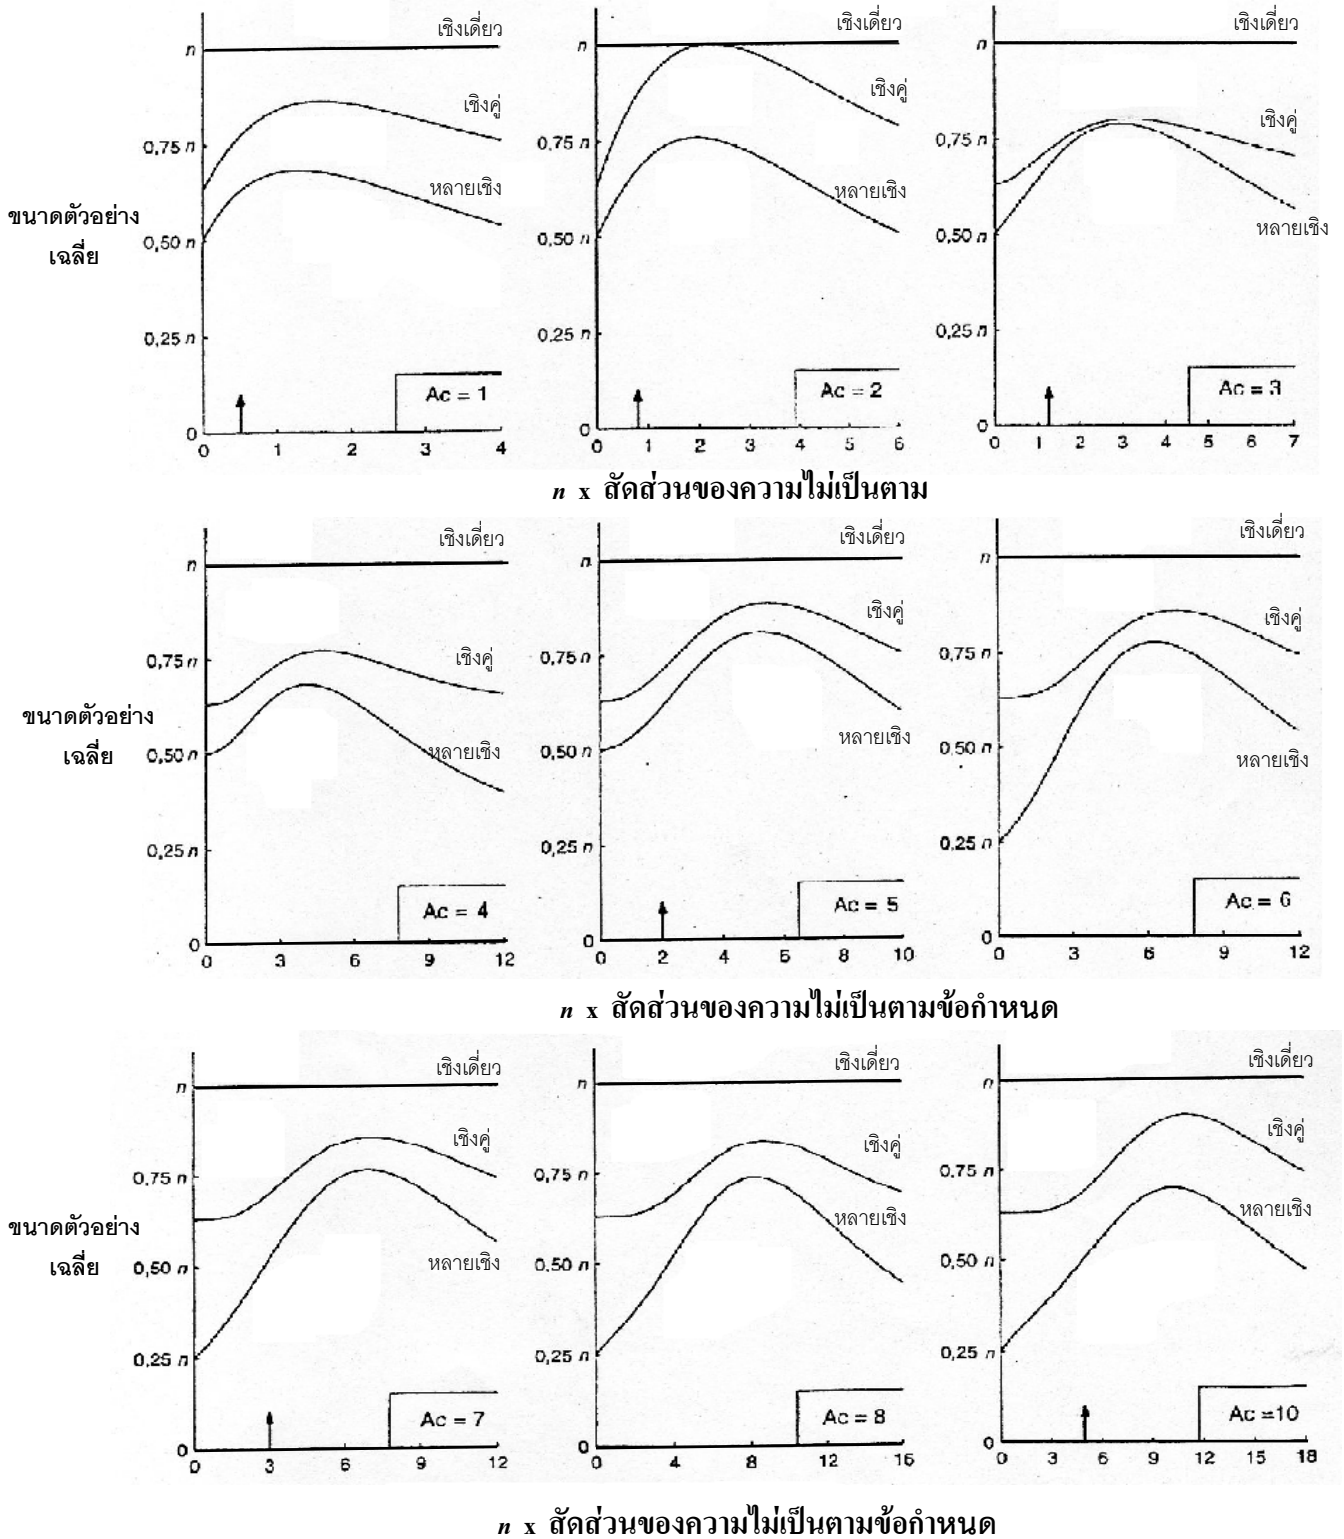 เชิงเดี่ยว
n
เชิงคู่
0,75 n
หลายเชิง
ขนาดตัวอย่าง
เฉลี่ย
0,50 n
0,25 n
Ac = 1
0
0 1 2 3 4
เชิงเดี่ยว
n
เชิงคู่
0,75 n
หลายเชิง
0,50 n
0,25 n
Ac = 2
0
0 1 2 3 4 5 6
เชิงเดี่ยว
n
เชิงคู่
0,75 n
หลายเชิง
0,50 n
0,25 n
Ac = 3
0
0 1 2 3 4 5 6 7
n x สัดส่วนของความไม่เป็นตาม
เชิงเดี่ยว
n
เชิงคู่
0,75 n
ขนาดตัวอย่าง
เฉลี่ย
หลายเชิง
0,50 n
0,25 n
Ac = 4
0
0 3 6 9 12
เชิงเดี่ยว
n
เชิงคู่
0,75 n
หลายเชิง
0,50 n
0,25 n
Ac = 5
0
0 2 4 6 8 10
เชิงเดี่ยว
n
เชิงคู่
0,75 n
หลายเชิง
0,50 n
0,25 n
Ac = 6
0
0 3 6 9 12
n x สัดส่วนของความไม่เป็นตามข้อกำหนด
เชิงเดี่ยว
n
เชิงคู่
0,75 n
ขนาดตัวอย่าง
เฉลี่ย
หลายเชิง
0,50 n
0,25 n
Ac = 7
0
0 3 6 9 12
เชิงเดี่ยว
n
เชิงคู่
0,75 n
หลายเชิง
0,50 n
0,25 n
Ac = 8
0
0 4 8 12 16
เชิงเดี่ยว
n
เชิงคู่
0,75 n
หลายเชิง
0,50 n
0,25 n
Ac =10
0
0 3 6 9 12 15 18
n x สัดส่วนของความไม่เป็นตามข้อกำหนด